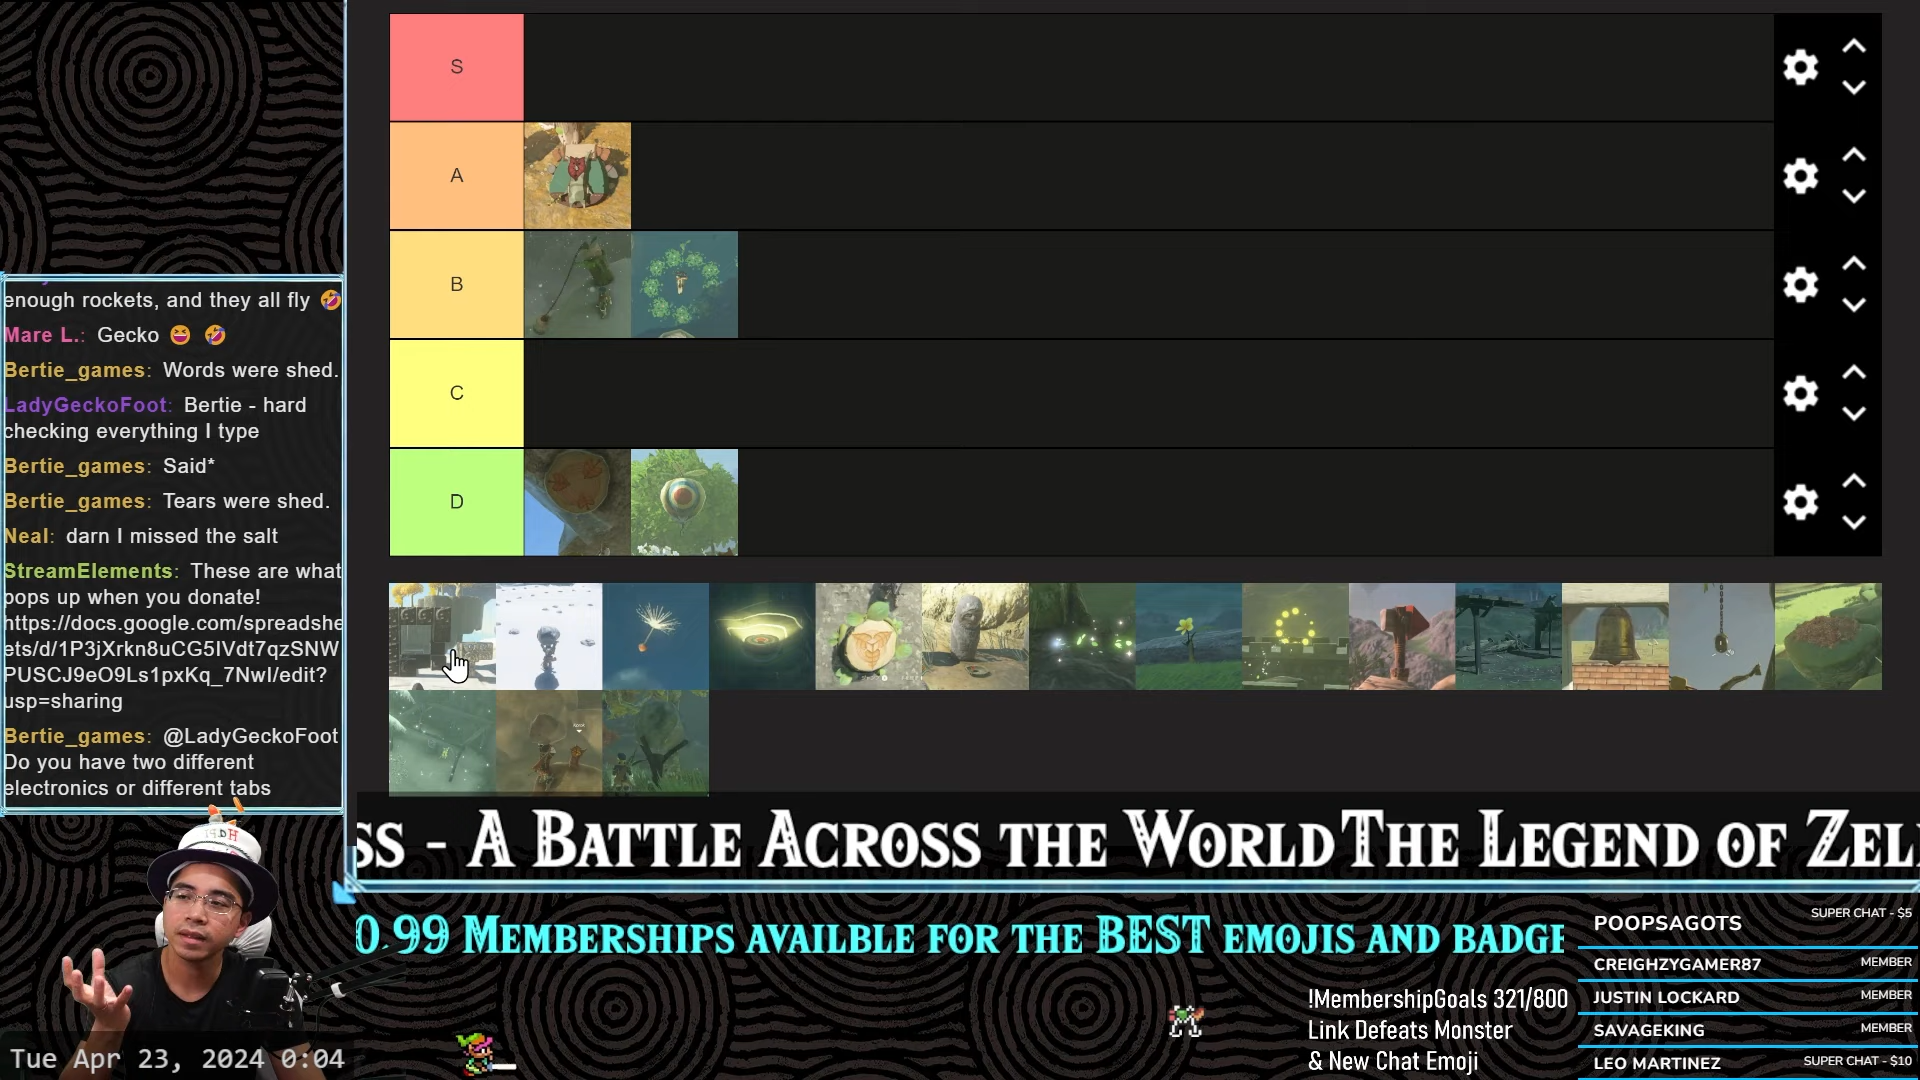 S
A
B
C
D
enough rockets, and they all fly 🤣
Mare L.: Gecko 😆 🤣
Bertie_games: Words were shed.
LadyGeckoFoot: Bertie - hard
checking everything I type
Bertie_games: Said*
Bertie_games: Tears were shed.
Neal: darn I missed the salt
StreamElements: These are what
pops up when you donate!
https://docs.google.com/spreadshe
ets/d/1P3jXrkn8uCG5IVdt7qzSNW
PUSCJ9eO9Ls1pxKq_7NwI/edit?
usp=sharing
Bertie_games: @LadyGeckoFoot
Do you have two different
electronics or different tabs
ss - A Battle Across the World The Legend of Zel
0.99 Memberships availble for the BEST emojis and badge
!MembershipGoals 321/800
Link Defeats Monster
& New Chat Emoji
POOPSAGOTS SUPER CHAT - $5
CREIGHZYGAMER87 MEMBER
JUSTIN LOCKARD MEMBER
SAVAGEKING MEMBER
LEO MARTINEZ SUPER CHAT - $10
Tue Apr 23, 2024 0:04